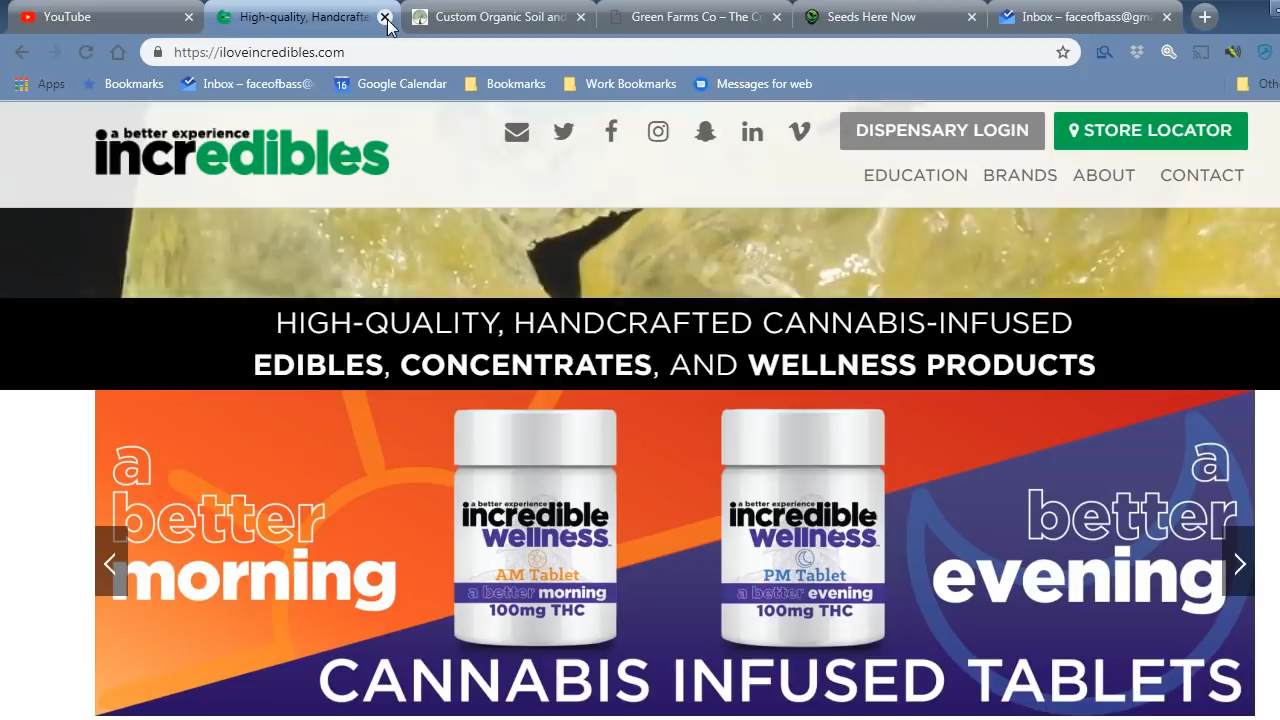 YouTube
High-quality, Handcrafte
Custom Organic Soil and
Green Farms Co – The Co
Seeds Here Now
Inbox – faceofbass@gma
https://iloveincredibles.com
Apps
Bookmarks
Inbox – faceofbass@
16
Google Calendar
Bookmarks
Work Bookmarks
Messages for web
Oth
a better experience
incredibles
DISPENSARY LOGIN
STORE LOCATOR
EDUCATION
BRANDS
ABOUT
CONTACT
HIGH-QUALITY, HANDCRAFTED CANNABIS-INFUSED
EDIBLES, CONCENTRATES, AND WELLNESS PRODUCTS
a
better
morning
a better experience
incredible
wellness
AM Tablet
a better morning
100mg THC
a better experience
incredible
wellness
PM Tablet
a better evening
100mg THC
a
better
evening
CANNABIS INFUSED TABLETS